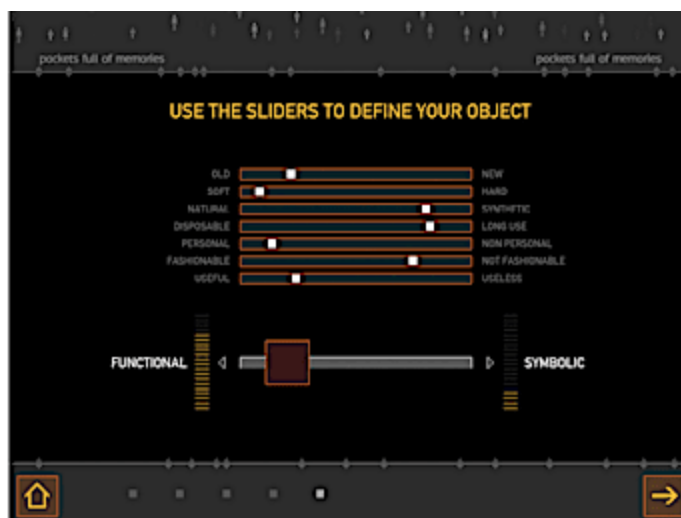 pockets full of memories pockets full of memories
USE THE SLIDERS TO DEFINE YOUR OBJECT
OLD NEW
SOFT HARD
NATURAL SYNTHETIC
DISPOSABLE LONG USE
PERSONAL NON PERSONAL
FASHIONABLE NOT FASHIONABLE
USEFUL USELESS
FUNCTIONAL SYMBOLIC